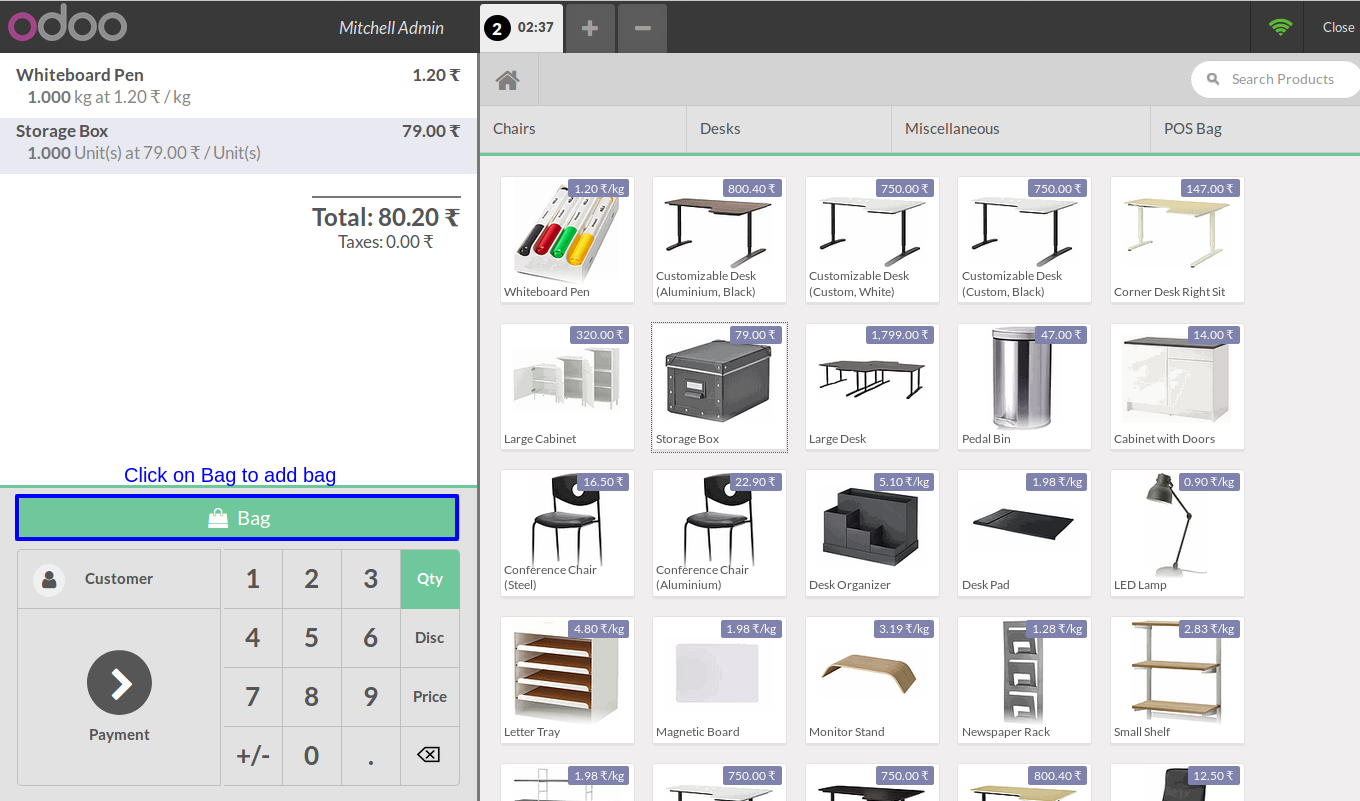 odoo
Mitchell Admin
2 02:37
+
−
Close
Search Products
Whiteboard Pen 1.20 ₹
1.000 kg at 1.20 ₹ / kg
Storage Box 79.00 ₹
1.000 Unit(s) at 79.00 ₹ / Unit(s)
Total: 80.20 ₹
Taxes: 0.00 ₹
Click on Bag to add bag
Bag
Customer
1 2 3 Qty
4 5 6 Disc
7 8 9 Price
+/- 0 .
Payment
Chairs
Desks
Miscellaneous
POS Bag
1.20 ₹/kg
Whiteboard Pen
800.40 ₹
Customizable Desk
(Aluminium, Black)
750.00 ₹
Customizable Desk
(Custom, White)
750.00 ₹
Customizable Desk
(Custom, Black)
147.00 ₹
Corner Desk Right Sit
320.00 ₹
Large Cabinet
79.00 ₹
Storage Box
1,799.00 ₹
Large Desk
47.00 ₹
Pedal Bin
14.00 ₹
Cabinet with Doors
16.50 ₹
Conference Chair
(Steel)
22.90 ₹
Conference Chair
(Aluminium)
5.10 ₹/kg
Desk Organizer
1.98 ₹/kg
Desk Pad
0.90 ₹/kg
LED Lamp
4.80 ₹/kg
Letter Tray
1.98 ₹/kg
Magnetic Board
3.19 ₹/kg
Monitor Stand
1.28 ₹/kg
Newspaper Rack
2.83 ₹/kg
Small Shelf
1.98 ₹/kg
750.00 ₹
750.00 ₹
800.40 ₹
12.50 ₹